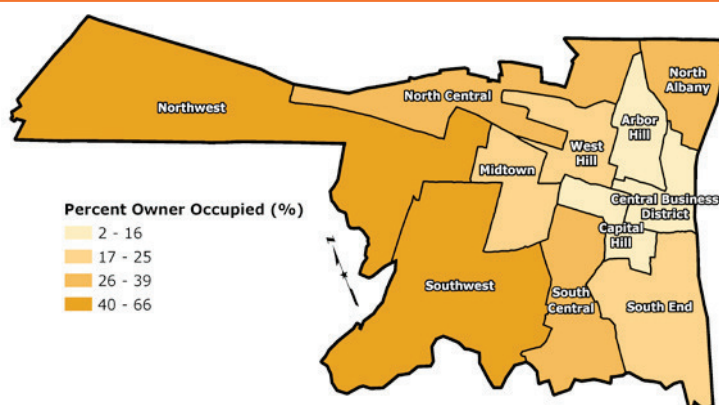 North
Albany
North Central
Northwest
Arbor
Hill
West
Hill
Midtown
Central Business
District
Percent Owner Occupied (%)
2 - 16
17 - 25
26 - 39
40 - 66
Capital
Hill
N
Southwest
South
Central
South End